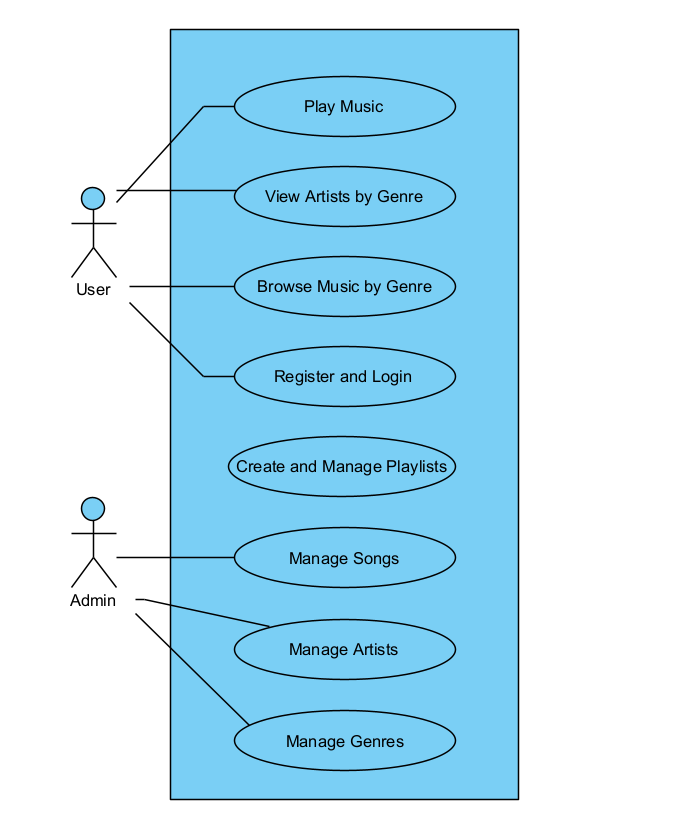 Play Music
View Artists by Genre
Browse Music by Genre
User
Register and Login
Create and Manage Playlists
Manage Songs
Admin
Manage Artists
Manage Genres